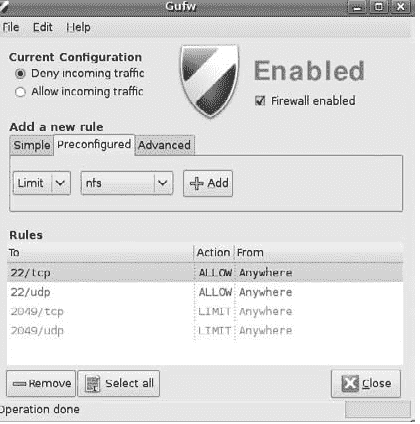 Gufw
File Edit Help
Current Configuration
Deny incoming traffic
Allow incoming traffic
Enabled
Firewall enabled
Add a new rule
Simple Preconfigured Advanced
Limit nfs Add
Rules
To Action From
22/tcp ALLOW Anywhere
22/udp ALLOW Anywhere
2049/tcp LIMIT Anywhere
2049/udp LIMIT Anywhere
Remove Select all Close
Operation done